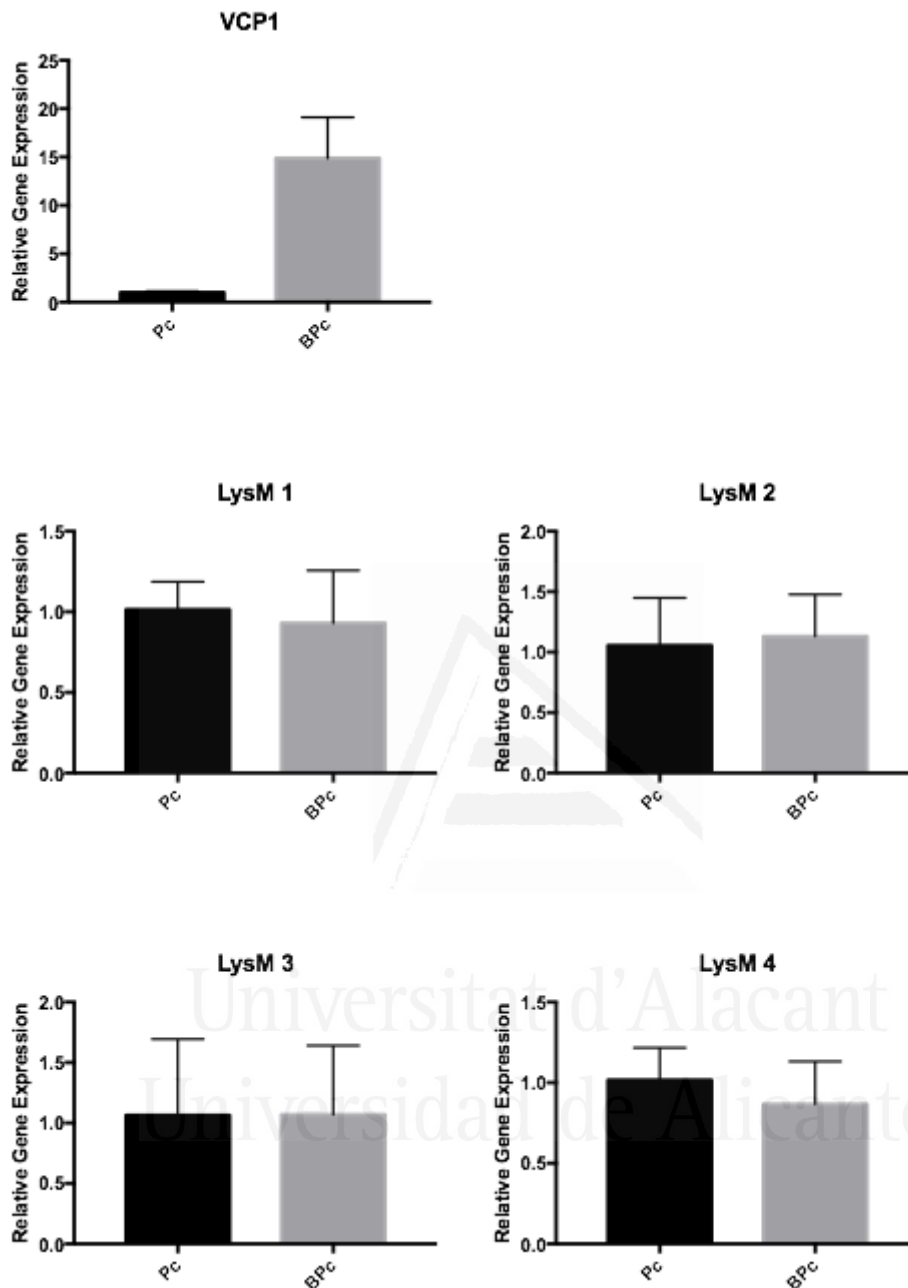 VCP1
Relative Gene Expression
25
20
15
10
5
0
Pc
BPc
LysM 1
Relative Gene Expression
1.5
1.0
0.5
0.0
Pc
BPc
LysM 2
Relative Gene Expression
2.0
1.5
1.0
0.5
0.0
Pc
BPc
LysM 3
Relative Gene Expression
2.0
1.5
1.0
0.5
0.0
Pc
BPc
LysM 4
Relative Gene Expression
1.5
1.0
0.5
0.0
Pc
BPc
Universitat d'Alacant
Universidad de Alicante